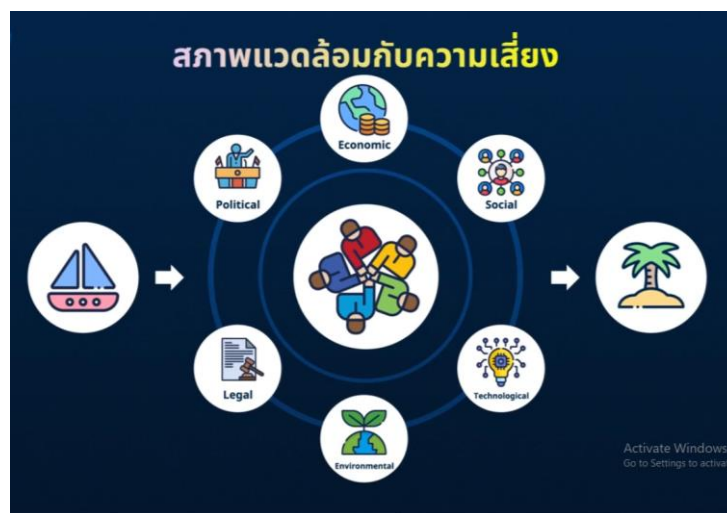 สภาพแวดล้อมกับความเสี่ยง
Economic
Political
Social
Legal
Technological
Environmental
Activate Windows
Go to Settings to activat